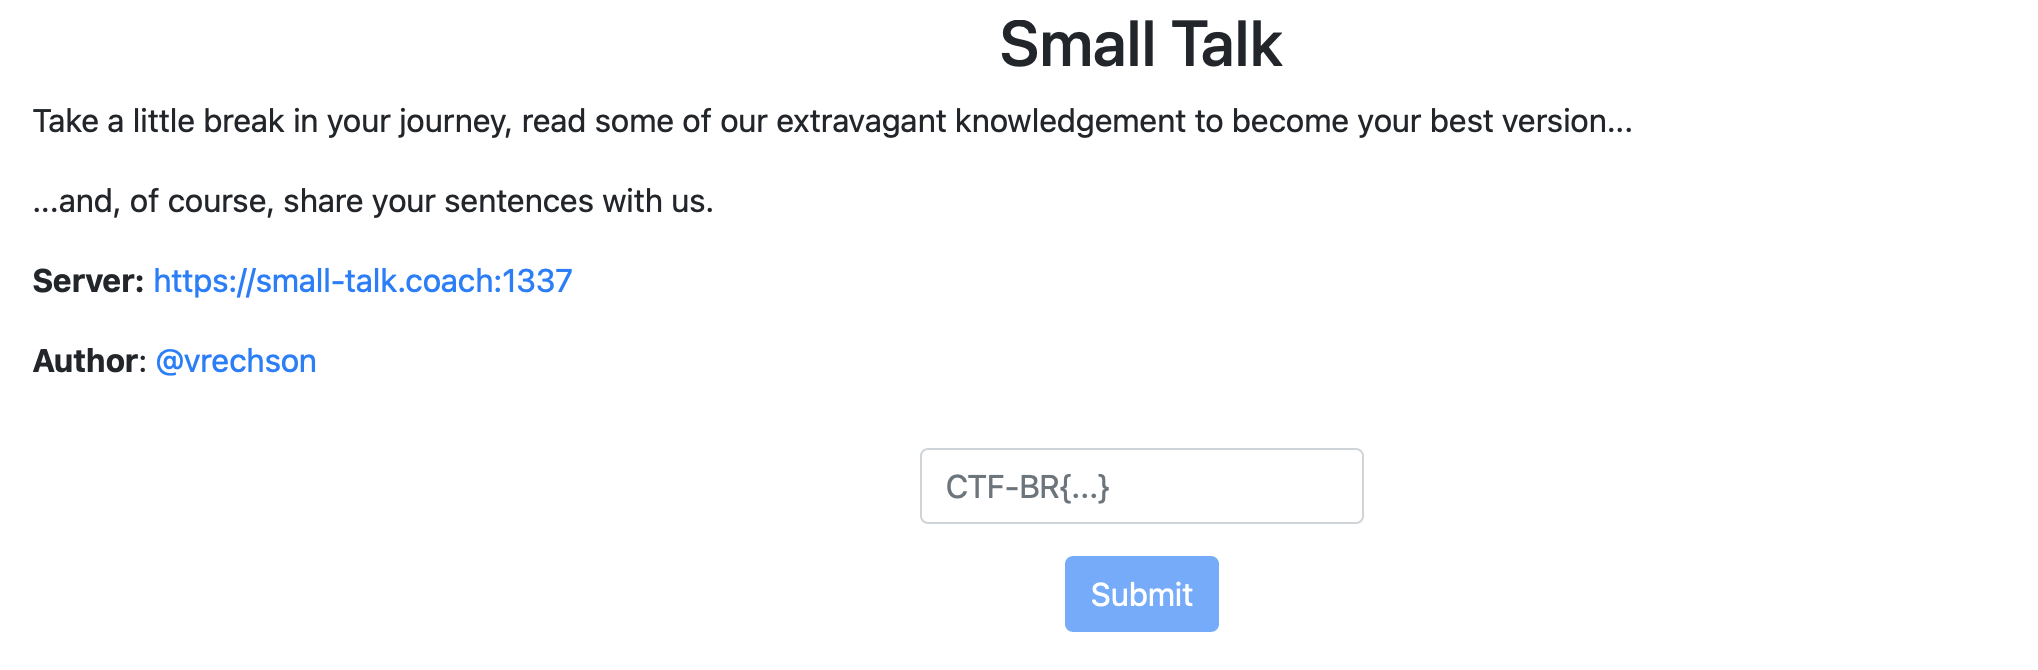 Small Talk
Take a little break in your journey, read some of our extravagant knowledgement to become your best version...
...and, of course, share your sentences with us.
Server: https://small-talk.coach:1337
Author: @vrechson
CTF-BR{...}
Submit